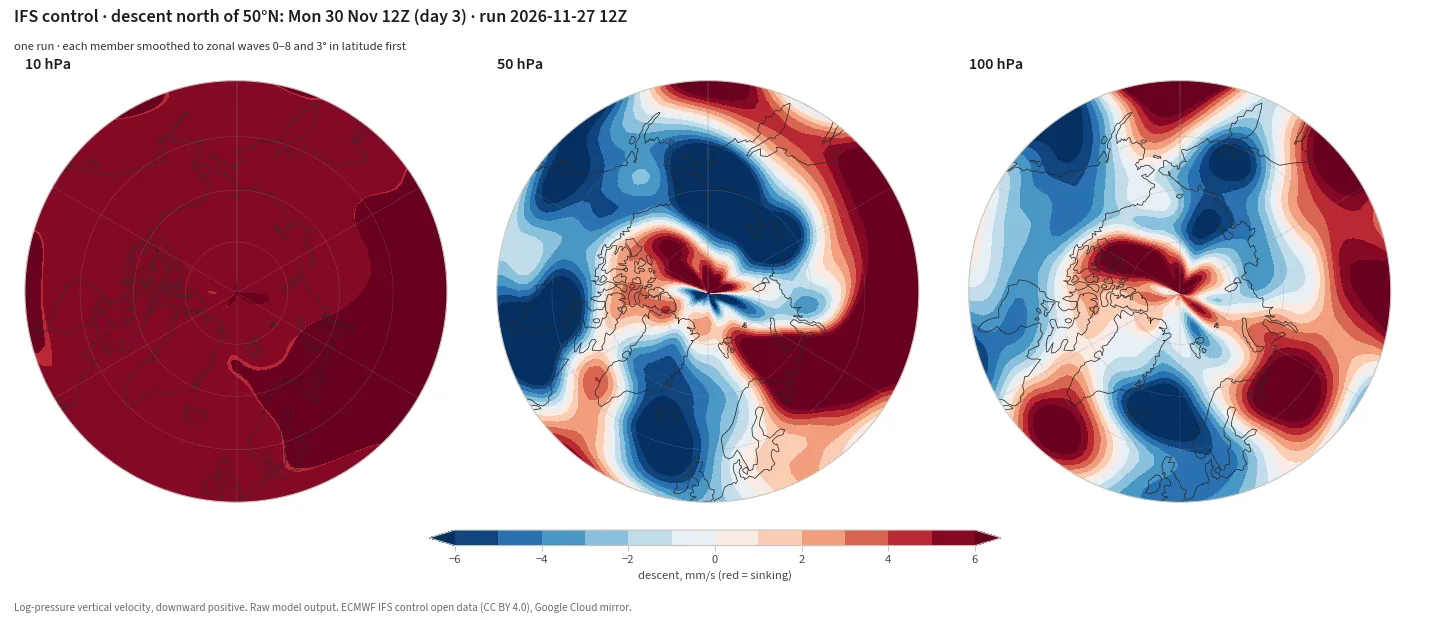 IFS control · descent north of 50°N: Mon 30 Nov 12Z (day 3) · run 2026-11-27 12Z
one run · each member smoothed to zonal waves 0–8 and 3° in latitude first
10 hPa
50 hPa
100 hPa
−6 −4 −2 0 2 4 6
descent, mm/s (red = sinking)
Log-pressure vertical velocity, downward positive. Raw model output. ECMWF IFS control open data (CC BY 4.0), Google Cloud mirror.